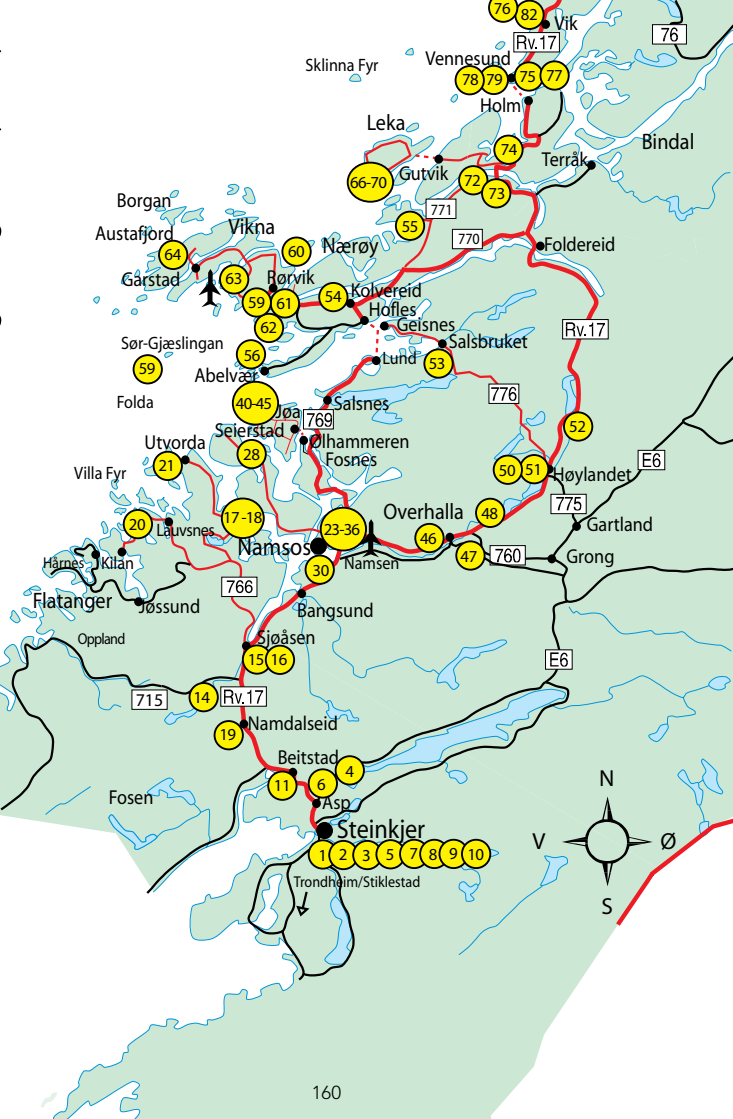 76
82
Vik
Rv.17
76
Vennesund
Sklinna Fyr
78
79
75
77
Holm
Leka
74
Bindal
Terråk
Gutvik
66-70
72
73
Borgan
771
Austafjord
Vikna
55
770
Nærøy
60
Foldereid
64
Garstad
63
Rørvik
54
Kolvereid
59
61
Hofles
62
Geisnes
Rv.17
Sør-Gjæslingan
56
Salsbruket
59
Abelvær
Lund
53
776
Folda
40-45
Jøa
769
Salsnes
52
Seierstad
Utvorda
Ølhammeren
28
Fosnes
21
E6
Villa Fyr
50
51
Høylandet
775
17-18
48
20
23-36
Overhalla
Gartland
Lauvsnes
46
Namsos
Namsen
47
760
Grong
Hårnes
Kilan
30
766
Flatanger
Jøssund
Bangsund
Oppland
Sjøåsen
15
16
E6
14
715
Rv.17
19
Namdalseid
Beitstad
4
11
6
Fosen
Asp
N
Steinkjer
V
Ø
1
2
3
5
7
8
9
10
Trondheim/Stiklestad
S
160